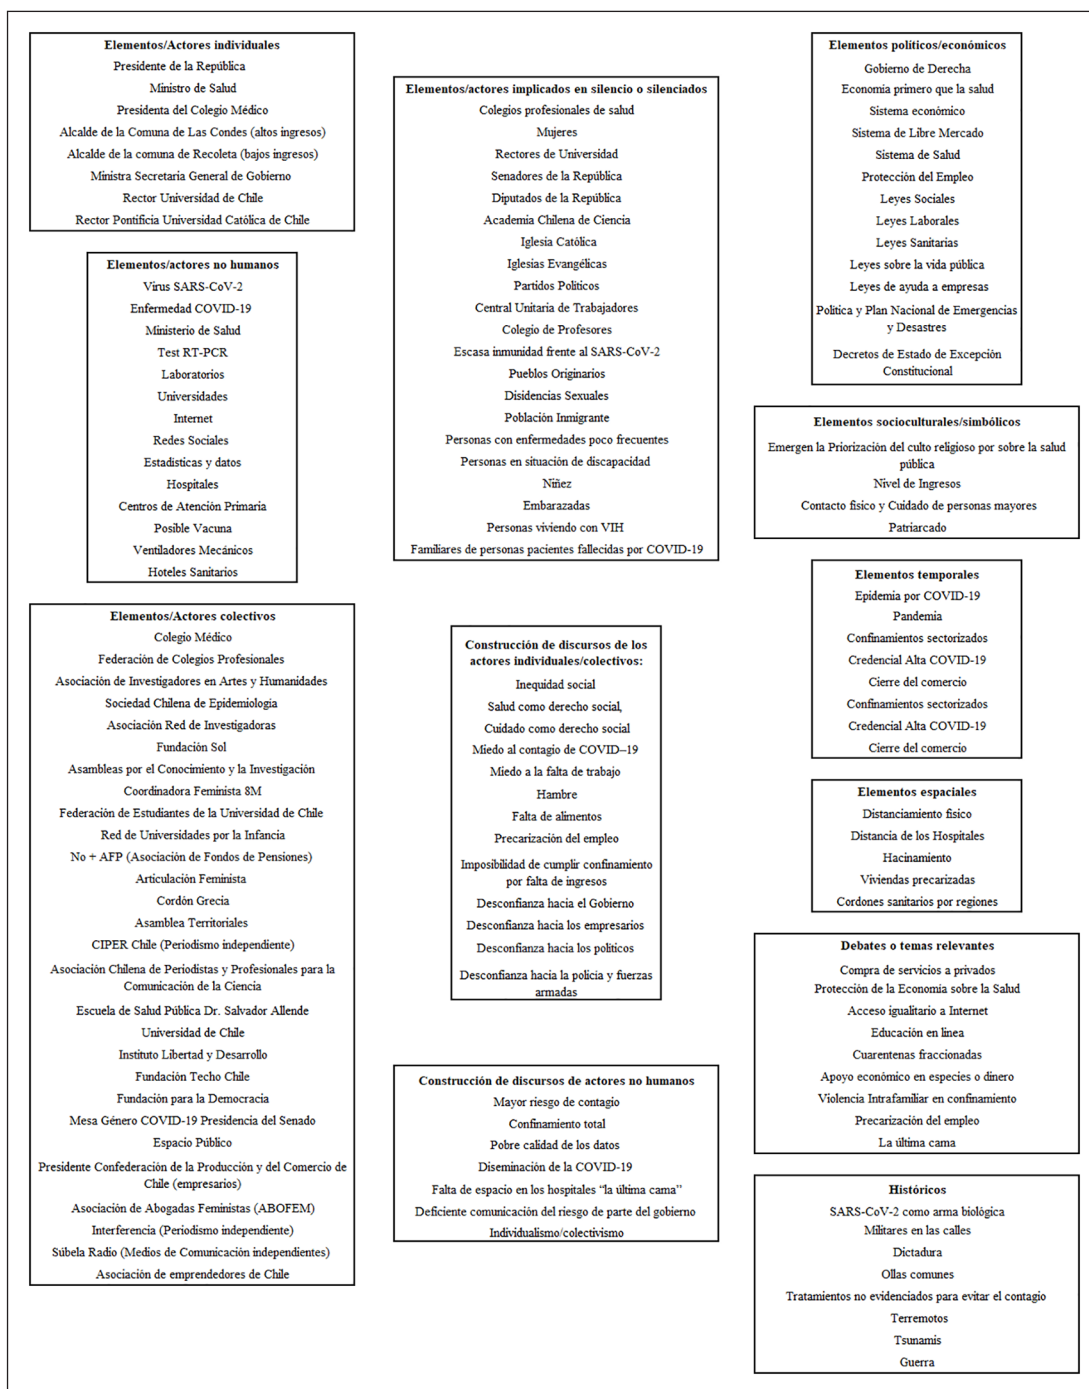 Elementos/Actores individuales
Presidente de la República
Ministro de Salud
Presidenta del Colegio Médico
Alcalde de la Comuna de Las Condes (altos ingresos)
Alcalde de la comuna de Recoleta (bajos ingresos)
Ministra Secretaria General de Gobierno
Rector Universidad de Chile
Rector Pontificia Universidad Católica de Chile
Elementos/actores no humanos
Virus SARS-CoV-2
Enfermedad COVID-19
Ministerio de Salud
Test RT-PCR
Laboratorios
Universidades
Internet
Redes Sociales
Estadísticas y datos
Hospitales
Centros de Atención Primaria
Posible Vacuna
Ventiladores Mecánicos
Hoteles Sanitarios
Elementos/Actores colectivos
Colegio Médico
Federación de Colegios Profesionales
Asociación de Investigadores en Artes y Humanidades
Sociedad Chilena de Epidemiología
Asociación Red de Investigadoras
Fundación Sol
Asambleas por el Conocimiento y la Investigación
Coordinadora Feminista 8M
Federación de Estudiantes de la Universidad de Chile
Red de Universidades por la Infancia
No + AFP (Asociación de Fondos de Pensiones)
Articulación Feminista
Cordón Grecia
Asamblea Territoriales
CIPER Chile (Periodismo independiente)
Asociación Chilena de Periodistas y Profesionales para la
Comunicación de la Ciencia
Escuela de Salud Pública Dr. Salvador Allende
Universidad de Chile
Instituto Libertad y Desarrollo
Fundación Techo Chile
Fundación para la Democracia
Mesa Género COVID-19 Presidencia del Senado
Espacio Público
Presidente Confederación de la Producción y del Comercio de
Chile (empresarios)
Asociación de Abogadas Feministas (ABOFEM)
Interferencia (Periodismo independiente)
Súbela Radio (Medios de Comunicación independientes)
Asociación de emprendedores de Chile
Elementos/actores implicados en silencio o silenciados
Colegios profesionales de salud
Mujeres
Rectores de Universidad
Senadores de la República
Diputados de la República
Academia Chilena de Ciencia
Iglesia Católica
Iglesias Evangélicas
Partidos Políticos
Central Unitaria de Trabajadores
Colegio de Profesores
Escasa inmunidad frente al SARS-CoV-2
Pueblos Originarios
Disidencias Sexuales
Población Inmigrante
Personas con enfermedades poco frecuentes
Personas en situación de discapacidad
Niñez
Embarazadas
Personas viviendo con VIH
Familiares de personas pacientes fallecidas por COVID-19
Construcción de discursos de los
actores individuales/colectivos:
Inequidad social
Salud como derecho social,
Cuidado como derecho social
Miedo al contagio de COVID–19
Miedo a la falta de trabajo
Hambre
Falta de alimentos
Precarización del empleo
Imposibilidad de cumplir confinamiento
por falta de ingresos
Desconfianza hacia el Gobierno
Desconfianza hacia los empresarios
Desconfianza hacia los políticos
Desconfianza hacia la policía y fuerzas
armadas
Construcción de discursos de actores no humanos
Mayor riesgo de contagio
Confinamiento total
Pobre calidad de los datos
Diseminación de la COVID-19
Falta de espacio en los hospitales “la última cama”
Deficiente comunicación del riesgo de parte del gobierno
Individualismo/colectivismo
Elementos políticos/económicos
Gobierno de Derecha
Economía primero que la salud
Sistema económico
Sistema de Libre Mercado
Sistema de Salud
Protección del Empleo
Leyes Sociales
Leyes Laborales
Leyes Sanitarias
Leyes sobre la vida pública
Leyes de ayuda a empresas
Política y Plan Nacional de Emergencias
y Desastres
Decretos de Estado de Excepción
Constitucional
Elementos socioculturales/simbólicos
Emergen la Priorización del culto religioso por sobre la salud
pública
Nivel de Ingresos
Contacto físico y Cuidado de personas mayores
Patriarcado
Elementos temporales
Epidemia por COVID-19
Pandemia
Confinamientos sectorizados
Credencial Alta COVID-19
Cierre del comercio
Confinamientos sectorizados
Credencial Alta COVID-19
Cierre del comercio
Elementos espaciales
Distanciamiento físico
Distancia de los Hospitales
Hacinamiento
Viviendas precarizadas
Cordones sanitarios por regiones
Debates o temas relevantes
Compra de servicios a privados
Protección de la Economía sobre la Salud
Acceso igualitario a Internet
Educación en línea
Cuarentenas fraccionadas
Apoyo económico en especies o dinero
Violencia Intrafamiliar en confinamiento
Precarización del empleo
La última cama
Históricos
SARS-CoV-2 como arma biológica
Militares en las calles
Dictadura
Ollas comunes
Tratamientos no evidenciados para evitar el contagio
Terremotos
Tsunamis
Guerra